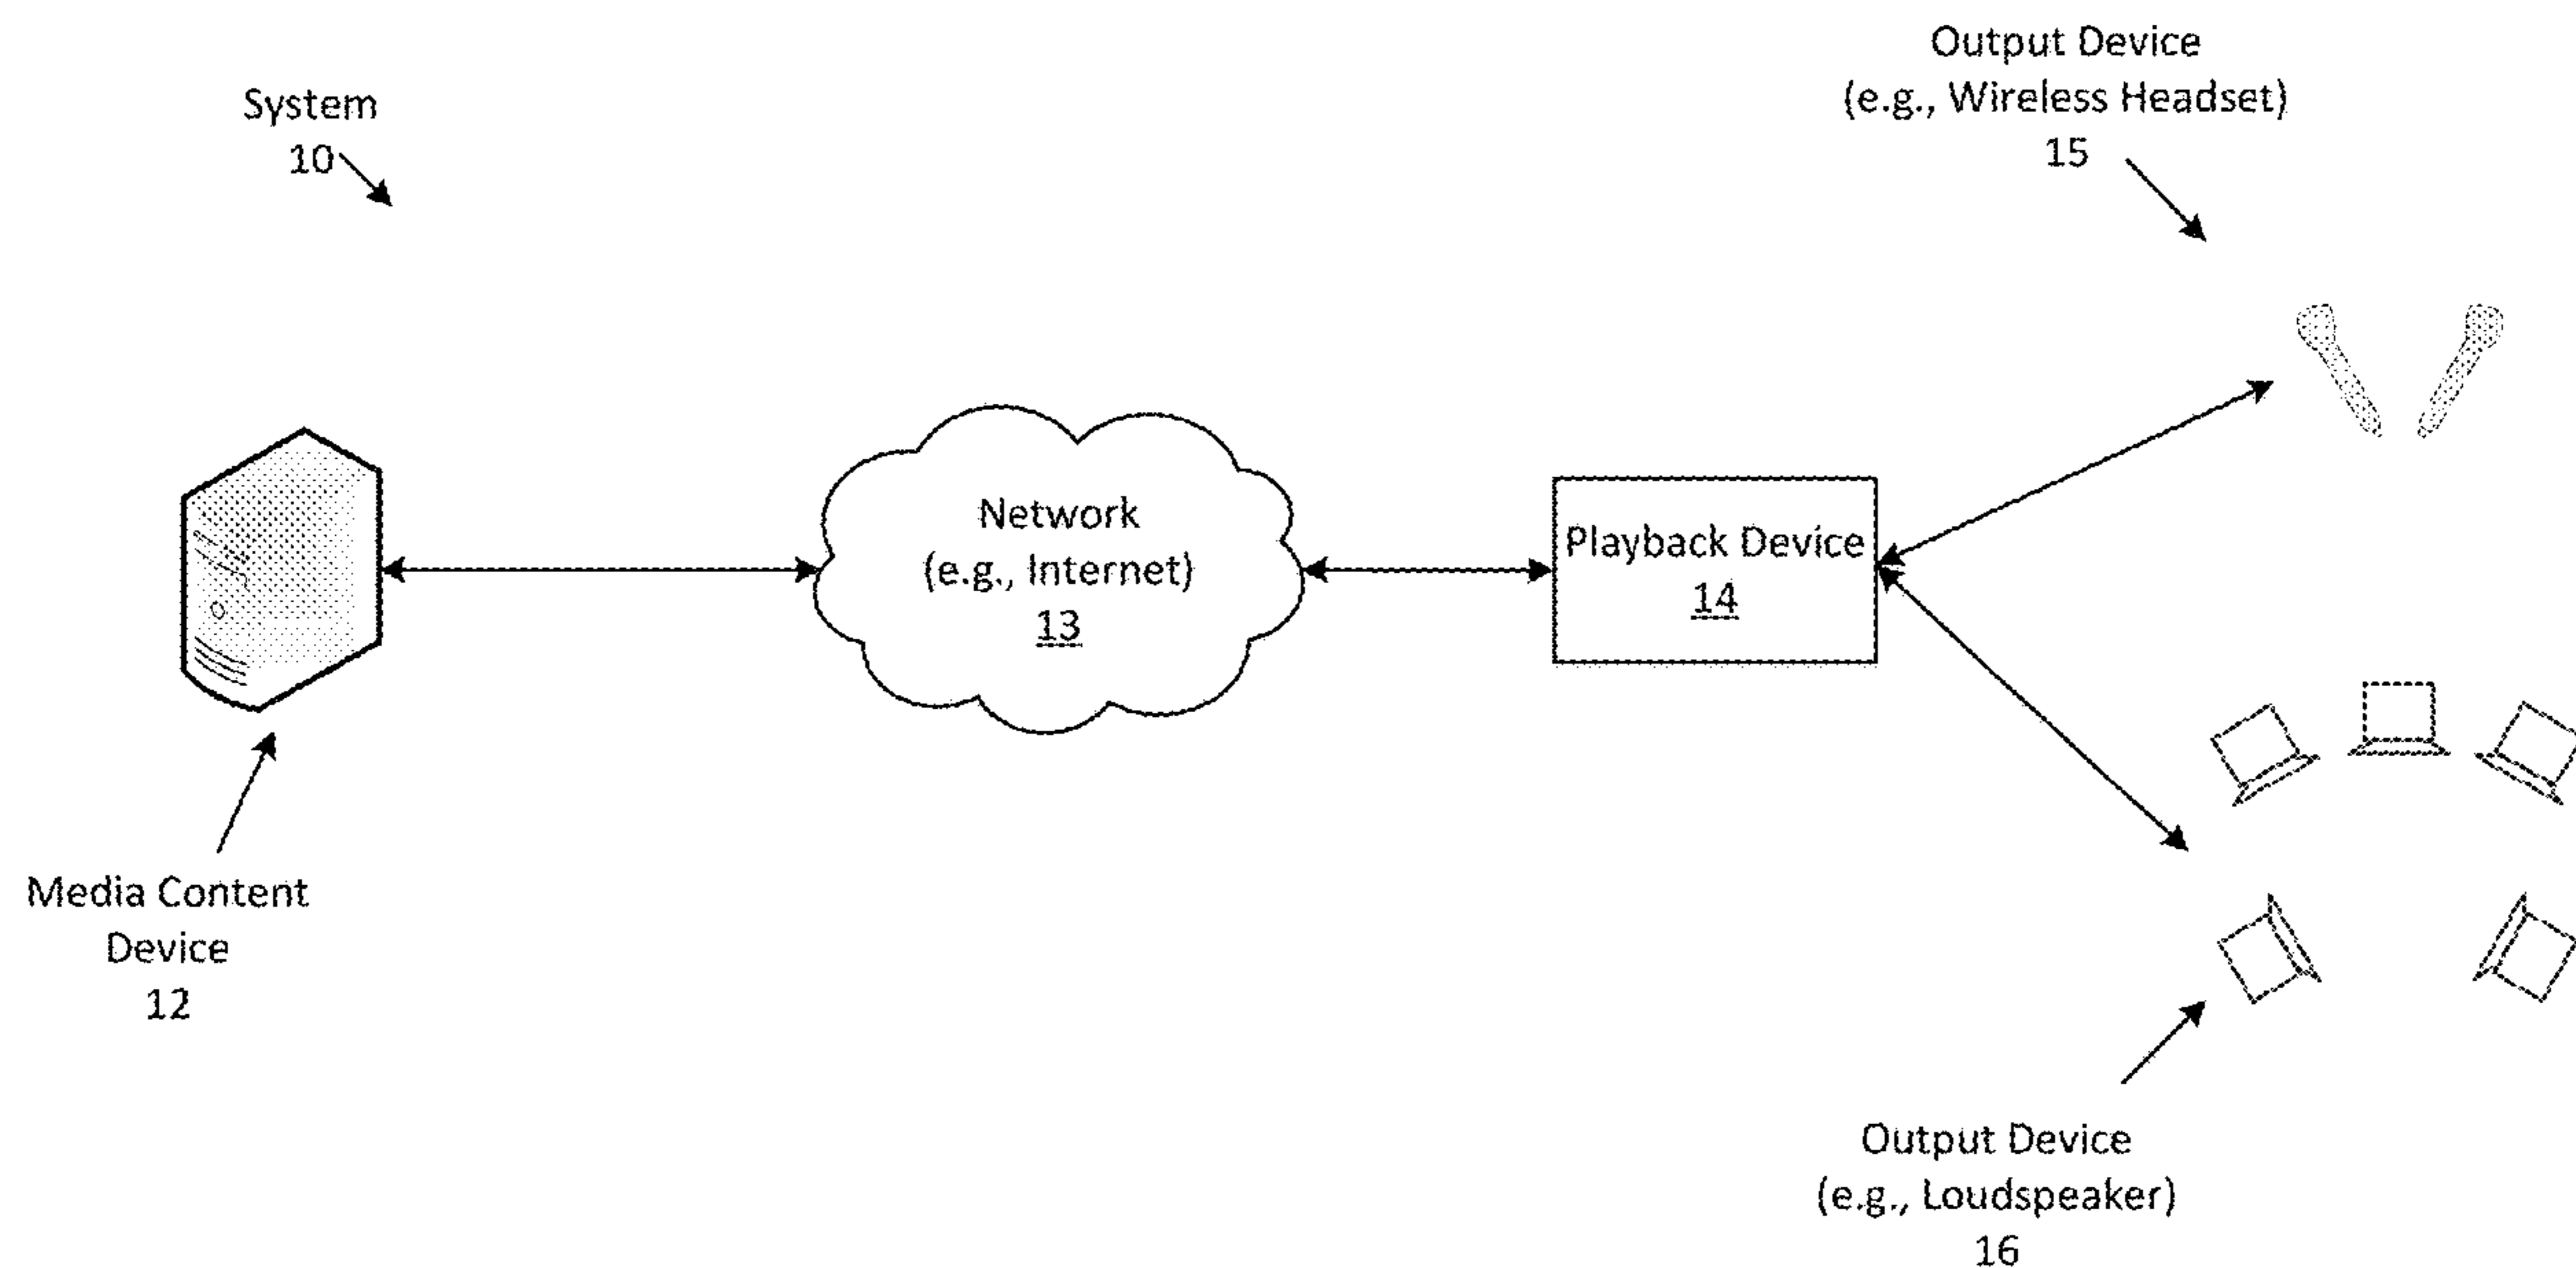 System
10
Output Device
(e.g., Wireless Headset)
15
Network
(e.g., Internet)
13
Playback Device
14
Media Content
Device
12
Output Device
(e.g., Loudspeaker)
16